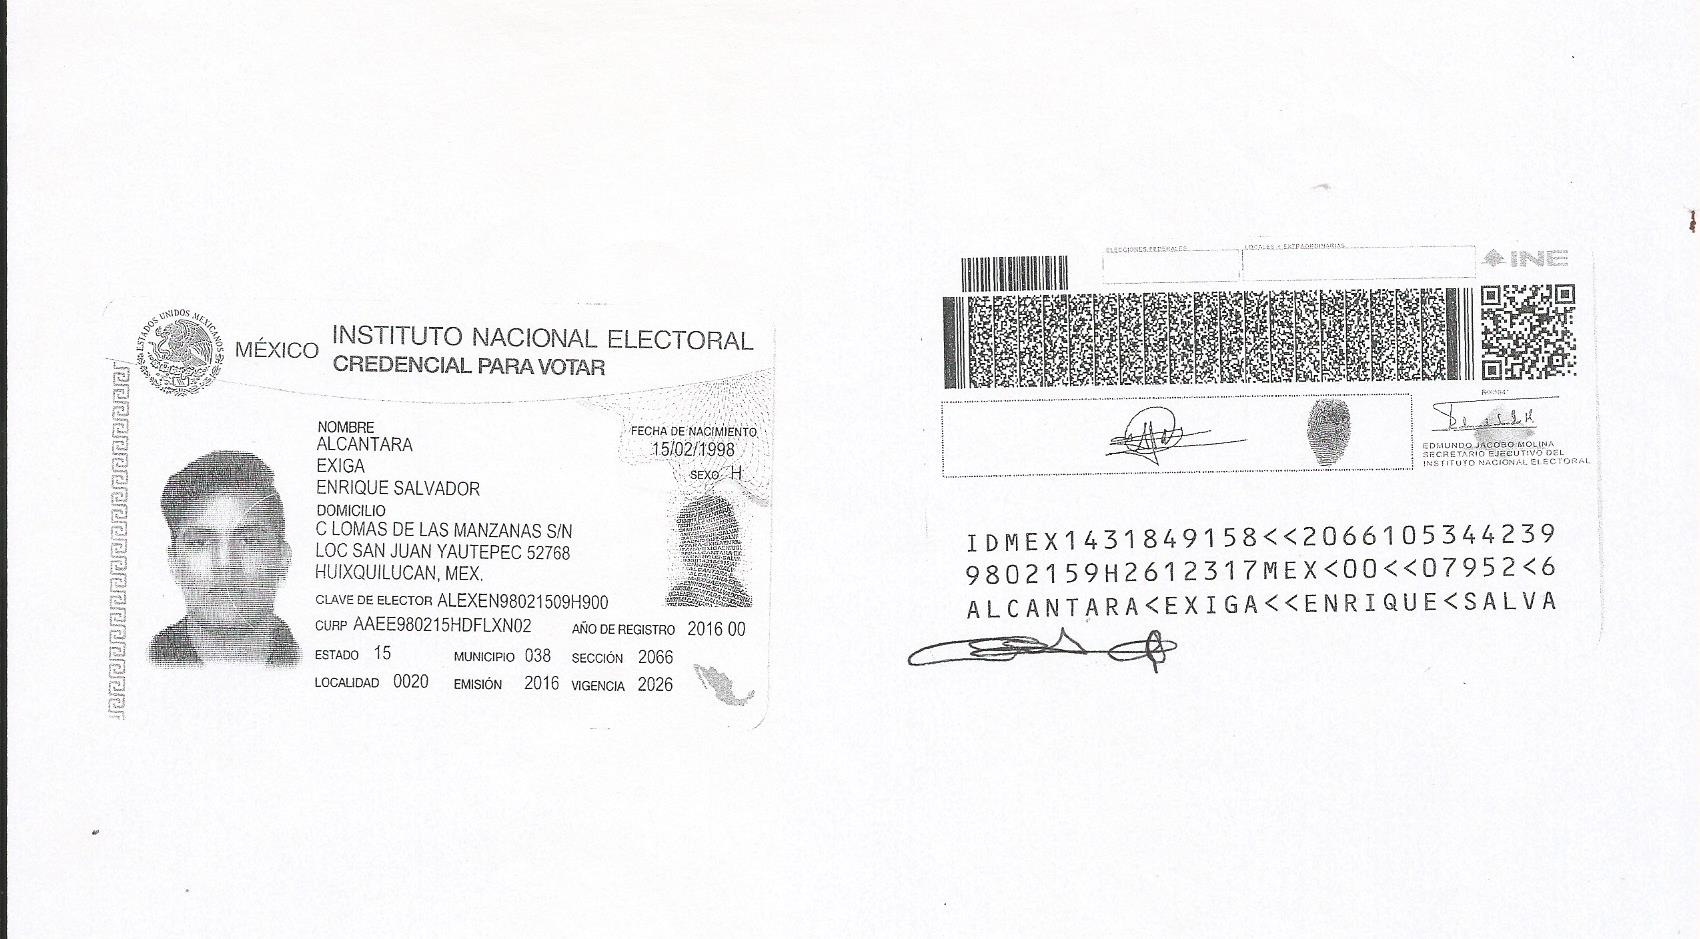 ESTADOS UNIDOS MEXICANOS
MÉXICO
INSTITUTO NACIONAL ELECTORAL
CREDENCIAL PARA VOTAR
NOMBRE
ALCANTARA
EXIGA
ENRIQUE SALVADOR
FECHA DE NACIMIENTO
15/02/1998
SEXO H
DOMICILIO
C LOMAS DE LAS MANZANAS S/N
LOC SAN JUAN YAUTEPEC 52768
HUIXQUILUCAN, MEX.
CLAVE DE ELECTOR ALEXEN98021509H900
CURP AAEE980215HDFLXN02 AÑO DE REGISTRO 2016 00
ESTADO 15 MUNICIPIO 038 SECCIÓN 2066
LOCALIDAD 0020 EMISIÓN 2016 VIGENCIA 2026
ELECCIONES FEDERALES
LOCALES Y EXTRAORDINARIAS
INE
EDMUNDO JACOBO MOLINA
SECRETARIO EJECUTIVO DEL
INSTITUTO NACIONAL ELECTORAL
IDMEX1431849158<<2066105344239
9802159H2612317MEX<00<<07952<6
ALCANTARA<EXIGA<<ENRIQUE<SALVA